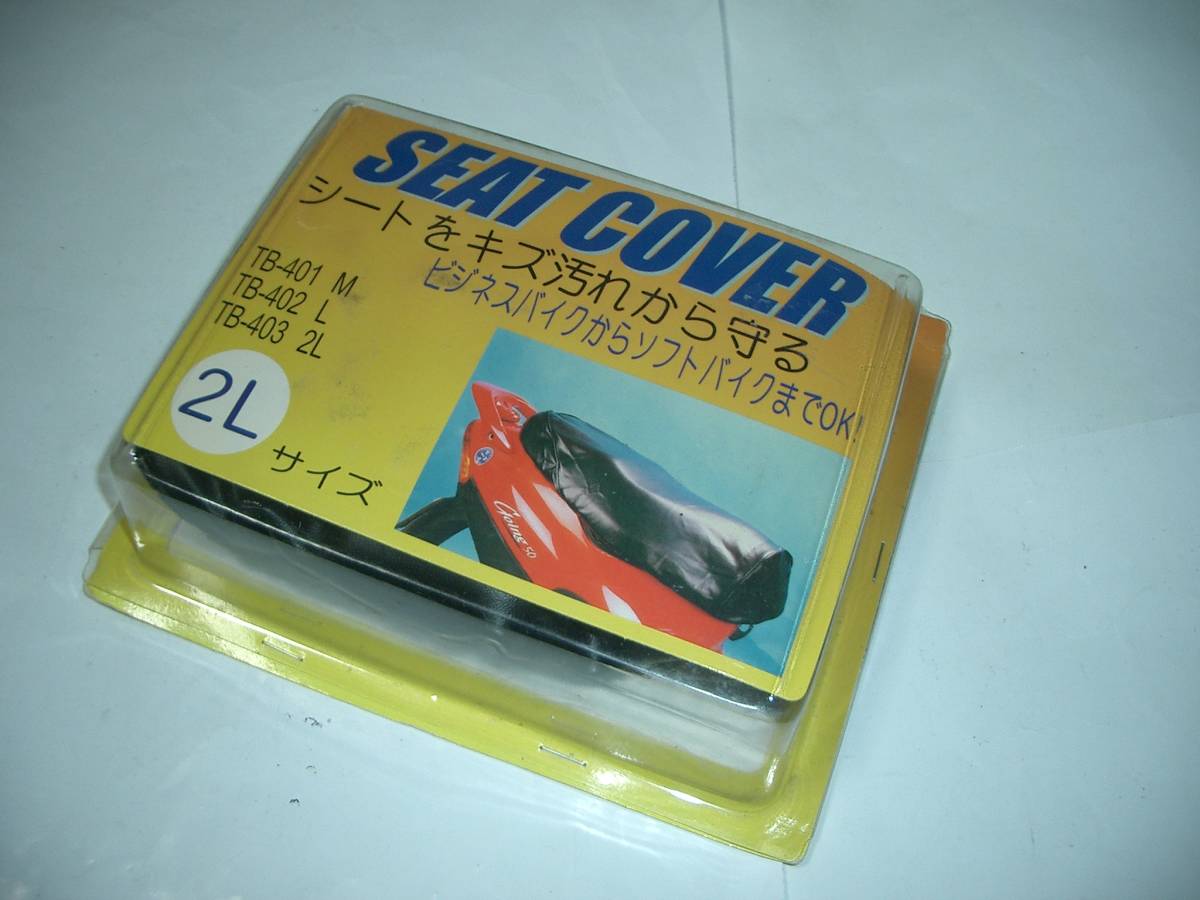 SEAT COVER
シートをキズ汚れから守る
ビジネスバイクからソフトバイクまでOK!
TB-401 M
TB-402 L
TB-403 2L
2L
サイズ
50